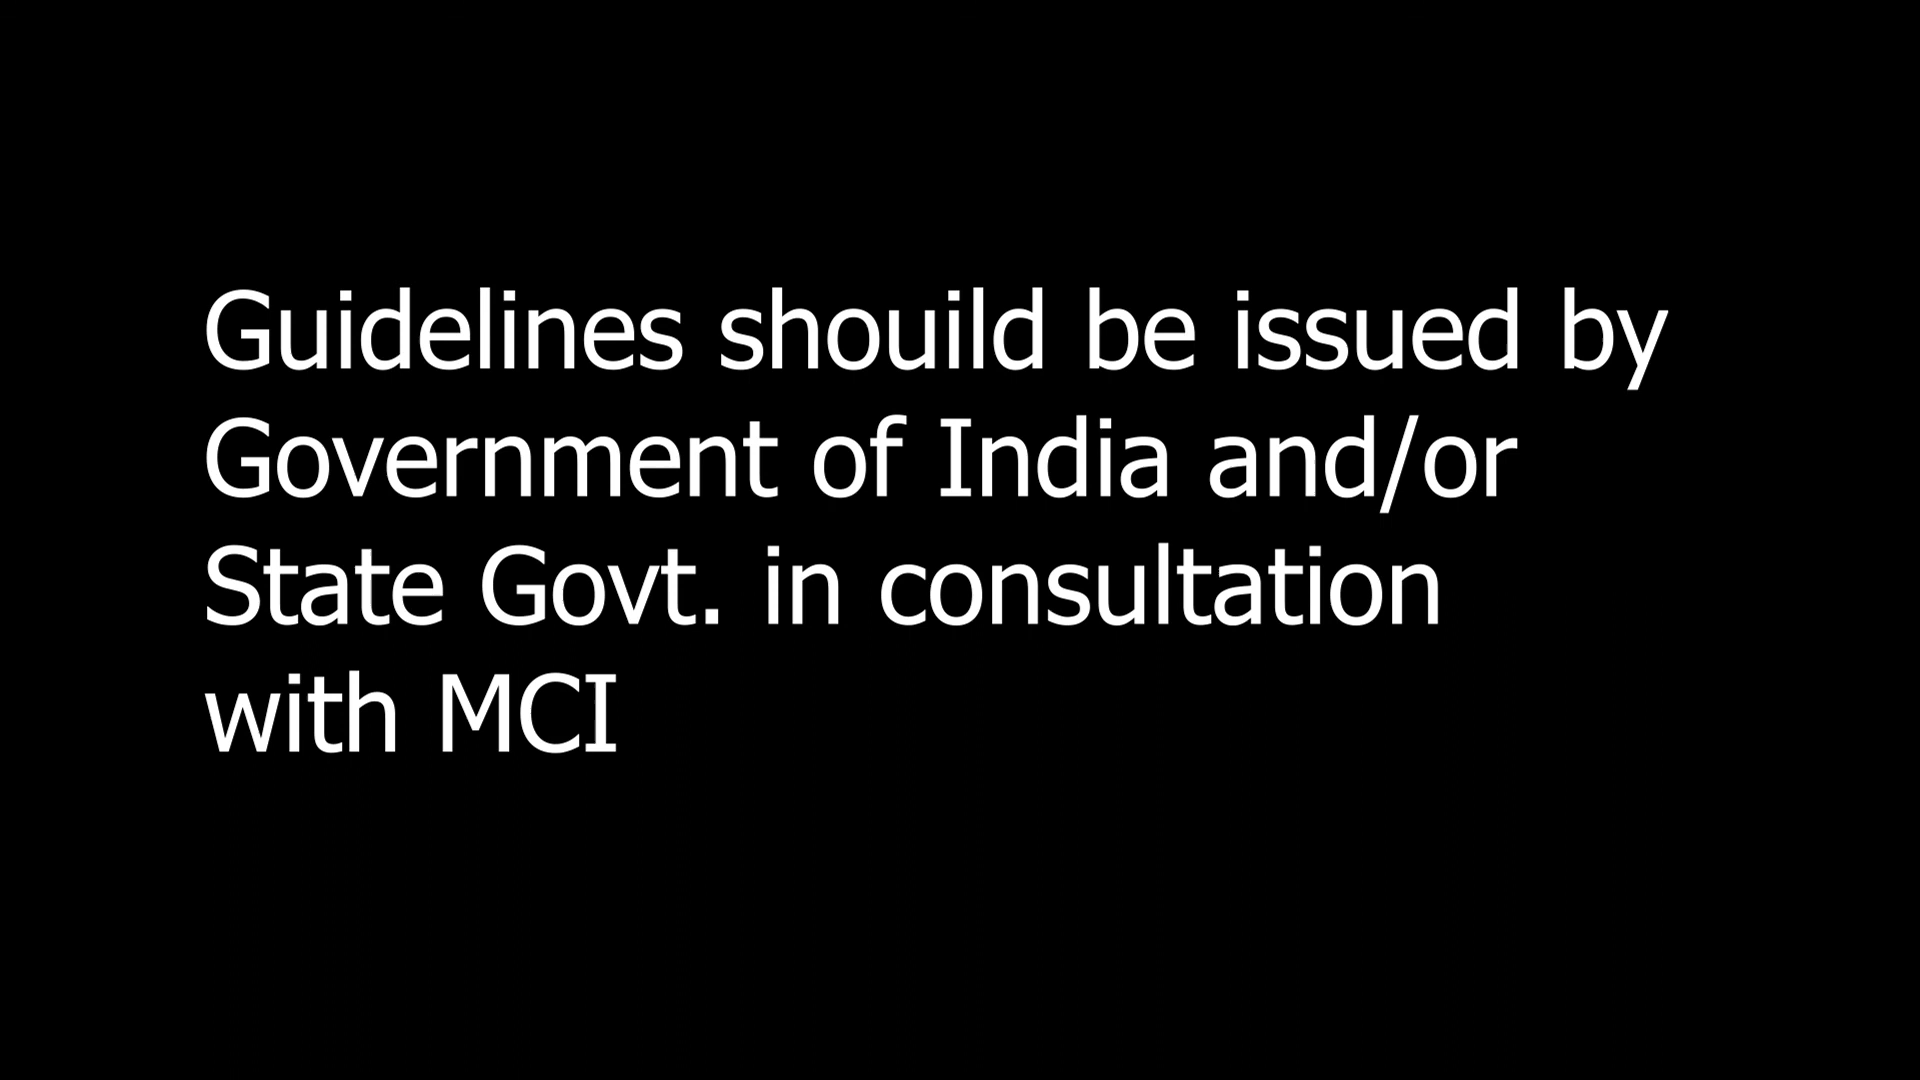 Guidelines shouild be issued by
Government of India and/or
State Govt. in consultation
with MCI